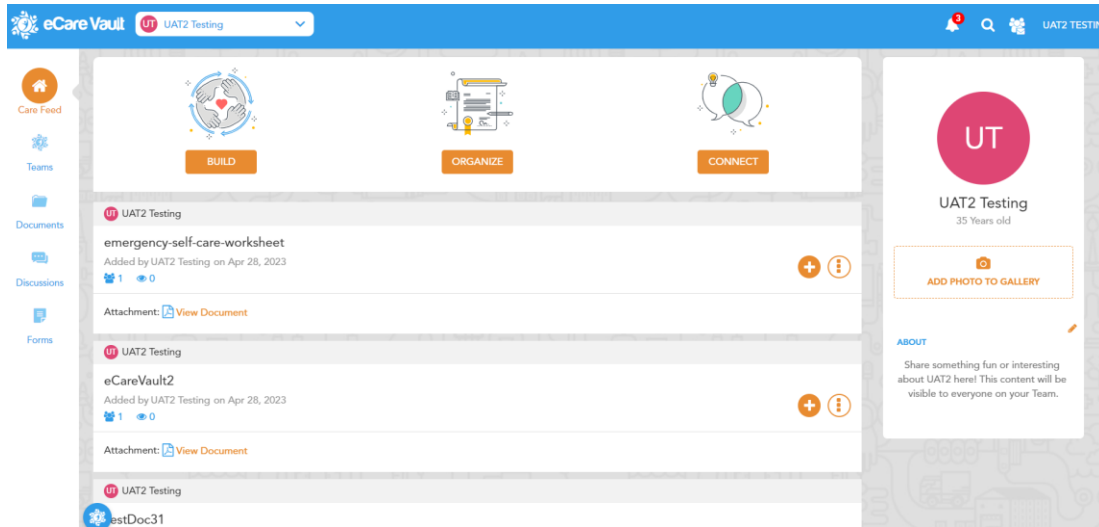 eCare Vault
UT UAT2 Testing
3
UAT2 TESTIN
Care Feed
Teams
Documents
Discussions
Forms
BUILD
ORGANIZE
CONNECT
UT UAT2 Testing
emergency-self-care-worksheet
Added by UAT2 Testing on Apr 28, 2023
1 0
Attachment: View Document
UT UAT2 Testing
eCareVault2
Added by UAT2 Testing on Apr 28, 2023
1 0
Attachment: View Document
UT UAT2 Testing
estDoc31
UT
UAT2 Testing
35 Years old
ADD PHOTO TO GALLERY
ABOUT
Share something fun or interesting
about UAT2 here! This content will be
visible to everyone on your Team.